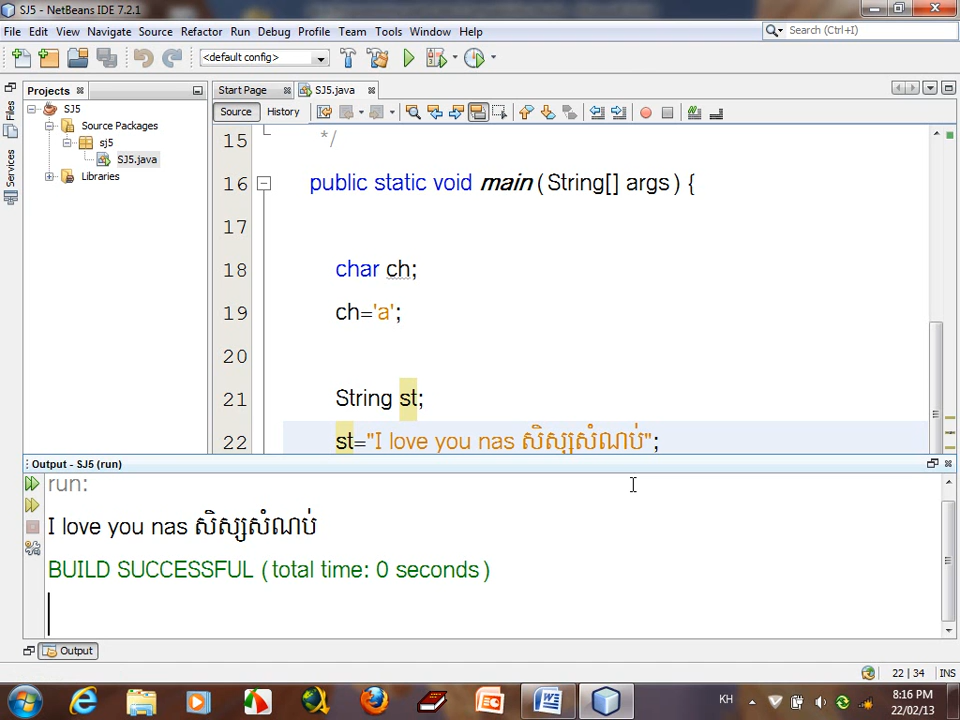 SJ5 - NetBeans IDE 7.2.1
File Edit View Navigate Source Refactor Run Debug Profile Team Tools Window Help
Search (Ctrl+I)
<default config>
Files
Services
Projects
SJ5
Source Packages
sj5
SJ5.java
Libraries
Start Page SJ5.java
Source History
15 */
16 public static void main(String[] args) {
17
18 char ch;
19 ch='a';
20
21 String st;
22 st="I love you nas សិស្សសំណប់";
Output - SJ5 (run)
run:
I love you nas សិស្សសំណប់
BUILD SUCCESSFUL (total time: 0 seconds)
Output
22 | 34 INS
KH
8:16 PM
22/02/13